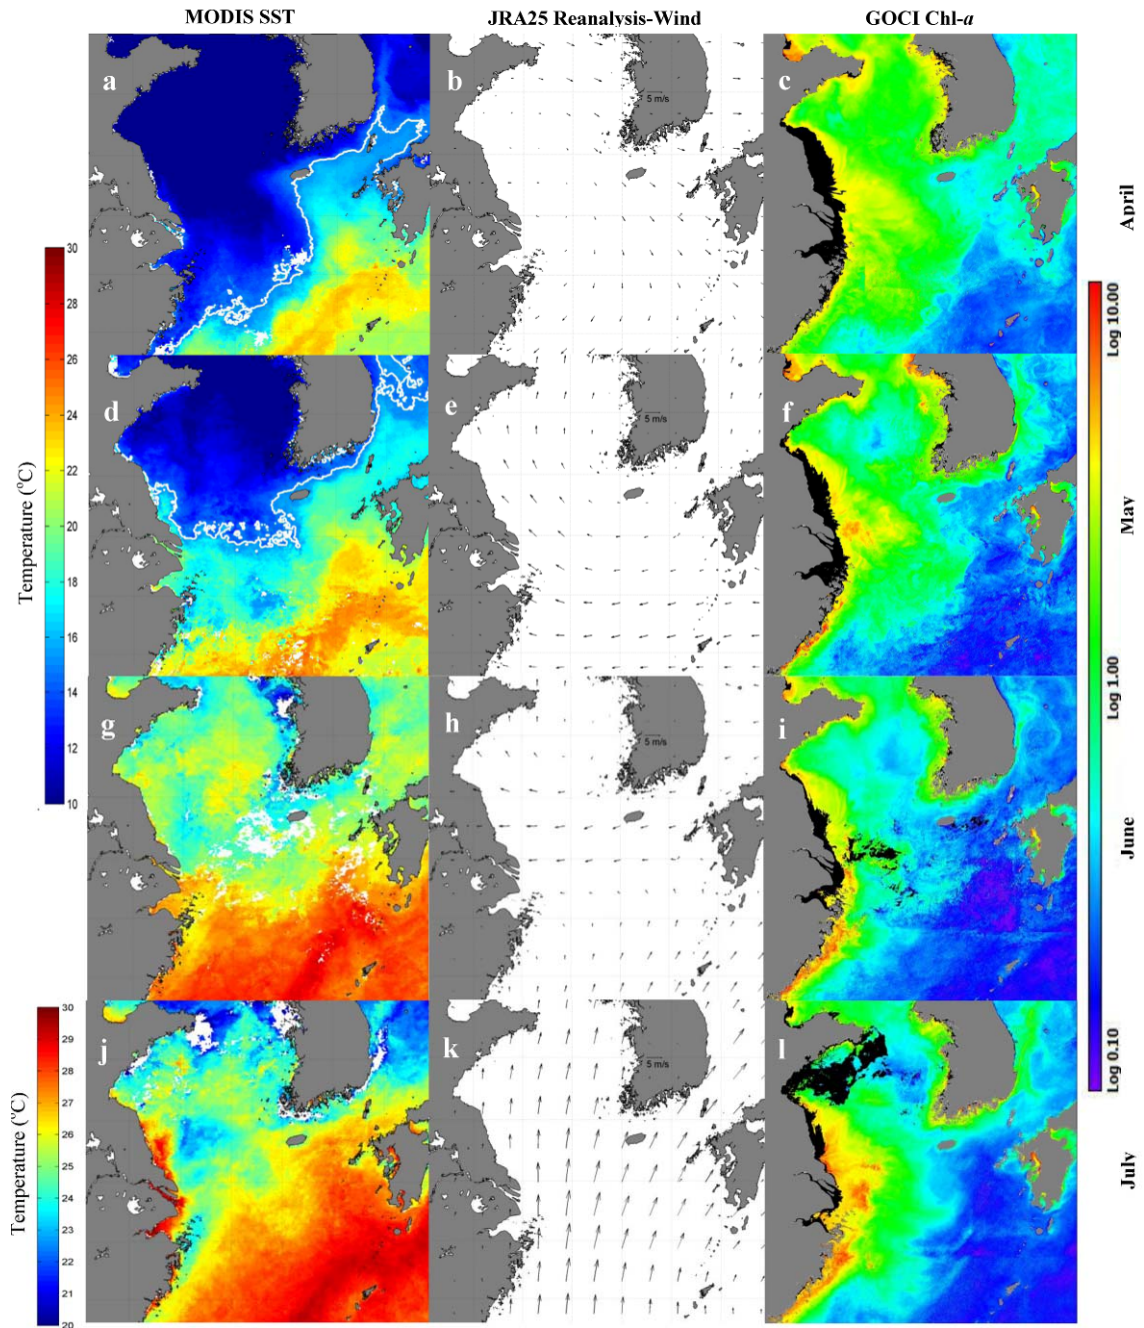 MODIS SST
JRA25 Reanalysis-Wind
GOCI Chl-a
a
b
5 m/s
c
April
d
e
5 m/s
f
May
g
h
5 m/s
i
June
j
k
5 m/s
l
July
Temperature (°C)
30
28
26
24
22
20
18
16
14
12
10
Temperature (°C)
30
29
28
27
26
25
24
23
22
21
20
Log 10.00
Log 1.00
Log 0.10